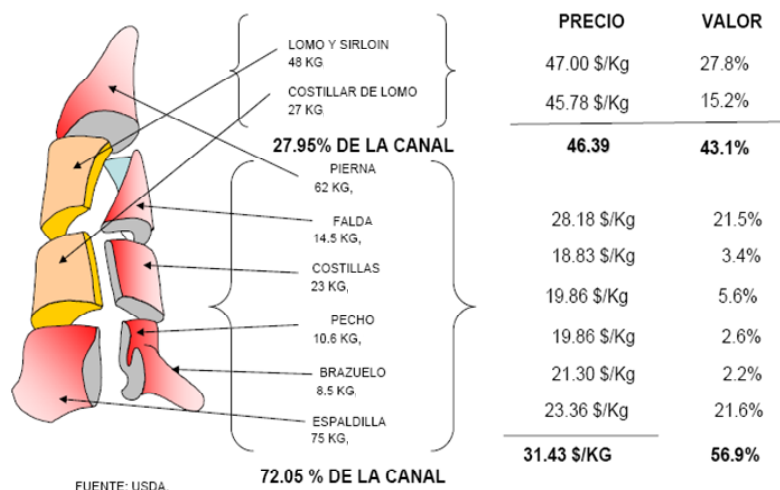 PRECIO VALOR
LOMO Y SIRLOIN
48 KG, 47.00 $/Kg 27.8%
COSTILLAR DE LOMO
27 KG, 45.78 $/Kg 15.2%
27.95% DE LA CANAL 46.39 43.1%
PIERNA
62 KG, 28.18 $/Kg 21.5%
FALDA
14.5 KG, 18.83 $/Kg 3.4%
COSTILLAS
23 KG, 19.86 $/Kg 5.6%
PECHO
10.6 KG, 19.86 $/Kg 2.6%
BRAZUELO
8.5 KG, 21.30 $/Kg 2.2%
ESPALDILLA
75 KG, 23.36 $/Kg 21.6%
72.05 % DE LA CANAL 31.43 $/KG 56.9%
FUENTE: USDA.